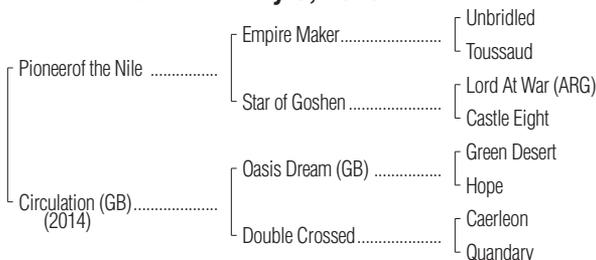 Unbridled
Empire Maker....................
Toussaud
Pioneerof the Nile ..............
Lord At War (ARG)
Star of Goshen ...................
Castle Eight
Green Desert
Oasis Dream (GB) ..............
Hope
Circulation (GB).................
(2014)
Caerleon
Double Crossed.................
Quandary